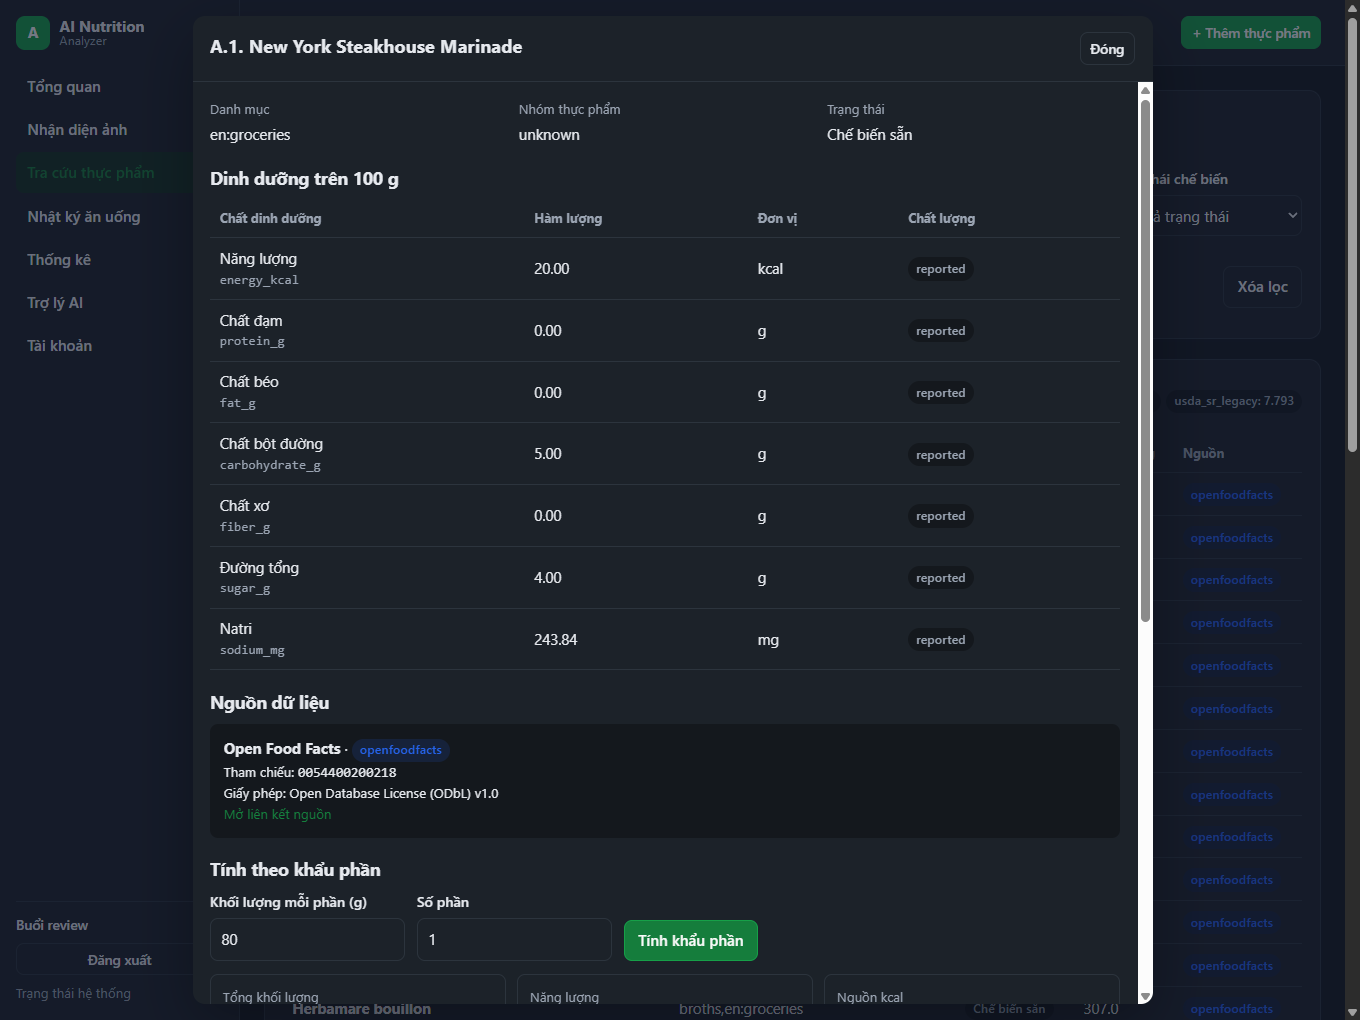 A
AI Nutrition
Analyzer
Tổng quan
Nhận diện ảnh
Tra cứu thực phẩm
Nhật ký ăn uống
Thống kê
Trợ lý AI
Tài khoản
Buổi review
Đăng xuất
Trạng thái hệ thống
+ Thêm thực phẩm
hái chế biến
ả trạng thái
Xóa lọc
usda_sr_legacy: 7.793
Nguồn
openfoodfacts
openfoodfacts
openfoodfacts
openfoodfacts
openfoodfacts
openfoodfacts
openfoodfacts
openfoodfacts
openfoodfacts
openfoodfacts
openfoodfacts
openfoodfacts
openfoodfacts
A.1. New York Steakhouse Marinade
Đóng
Danh mục
Nhóm thực phẩm
Trạng thái
en:groceries
unknown
Chế biến sẵn
Dinh dưỡng trên 100 g
Chất dinh dưỡng Hàm lượng Đơn vị Chất lượng
Năng lượng 20.00 kcal reported
energy_kcal
Chất đạm 0.00 g reported
protein_g
Chất béo 0.00 g reported
fat_g
Chất bột đường 5.00 g reported
carbohydrate_g
Chất xơ 0.00 g reported
fiber_g
Đường tổng 4.00 g reported
sugar_g
Natri 243.84 mg reported
sodium_mg
Nguồn dữ liệu
Open Food Facts · openfoodfacts
Tham chiếu: 0054400200218
Giấy phép: Open Database License (ODbL) v1.0
Mở liên kết nguồn
Tính theo khẩu phần
Khối lượng mỗi phần (g) Số phần
80 1 Tính khẩu phần
Tổng khối lượng Năng lượng Nguồn kcal
Herbamare bouillon broths,en:groceries Chế biến sẵn 307.0